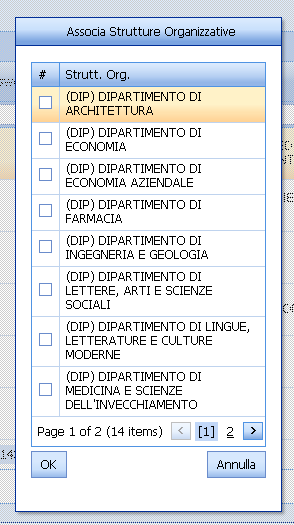 Associa Strutture Organizzative
# Strutt. Org.
(DIP) DIPARTIMENTO DI
ARCHITETTURA
(DIP) DIPARTIMENTO DI
ECONOMIA
(DIP) DIPARTIMENTO DI
ECONOMIA AZIENDALE
(DIP) DIPARTIMENTO DI
FARMACIA
(DIP) DIPARTIMENTO DI
INGEGNERIA E GEOLOGIA
(DIP) DIPARTIMENTO DI
LETTERE, ARTI E SCIENZE
SOCIALI
(DIP) DIPARTIMENTO DI LINGUE,
LETTERATURE E CULTURE
MODERNE
(DIP) DIPARTIMENTO DI
MEDICINA E SCIENZE
DELL'INVECCHIAMENTO
Page 1 of 2 (14 items) < [1] 2 >
OK Annulla